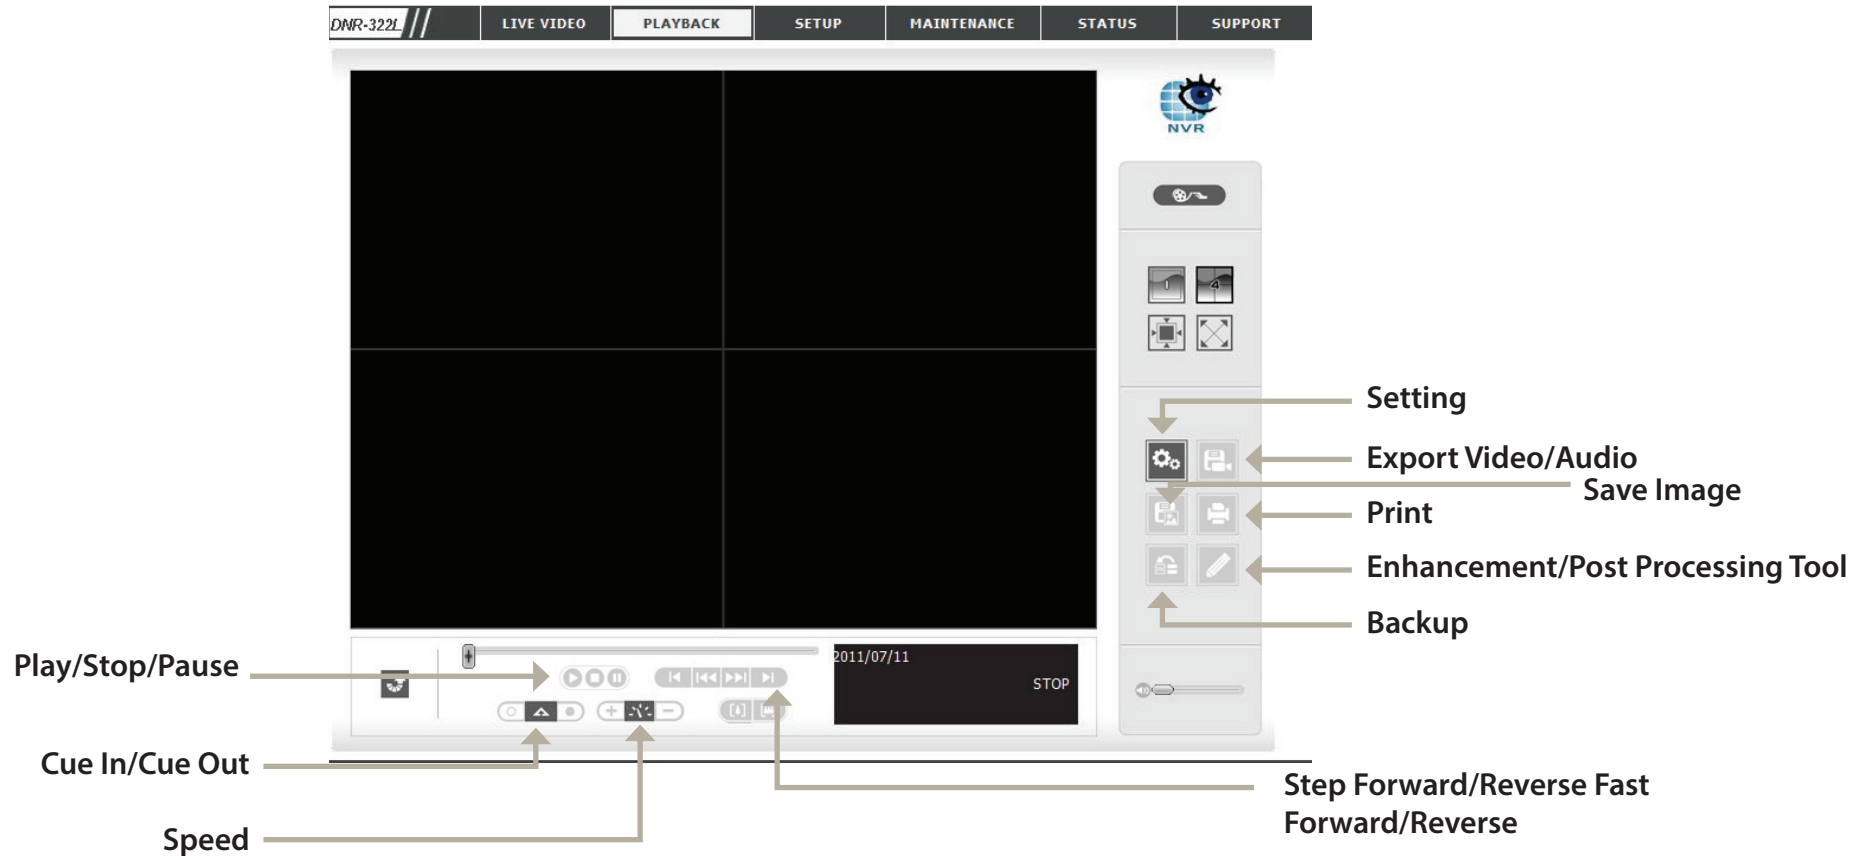 DNR-322L
LIVE VIDEO
PLAYBACK
SETUP
MAINTENANCE
STATUS
SUPPORT
NVR
1
4
Setting
Export Video/Audio
Save Image
Print
Enhancement/Post Processing Tool
Backup
Play/Stop/Pause
2011/07/11
STOP
Cue In/Cue Out
Step Forward/Reverse Fast
Forward/Reverse
Speed